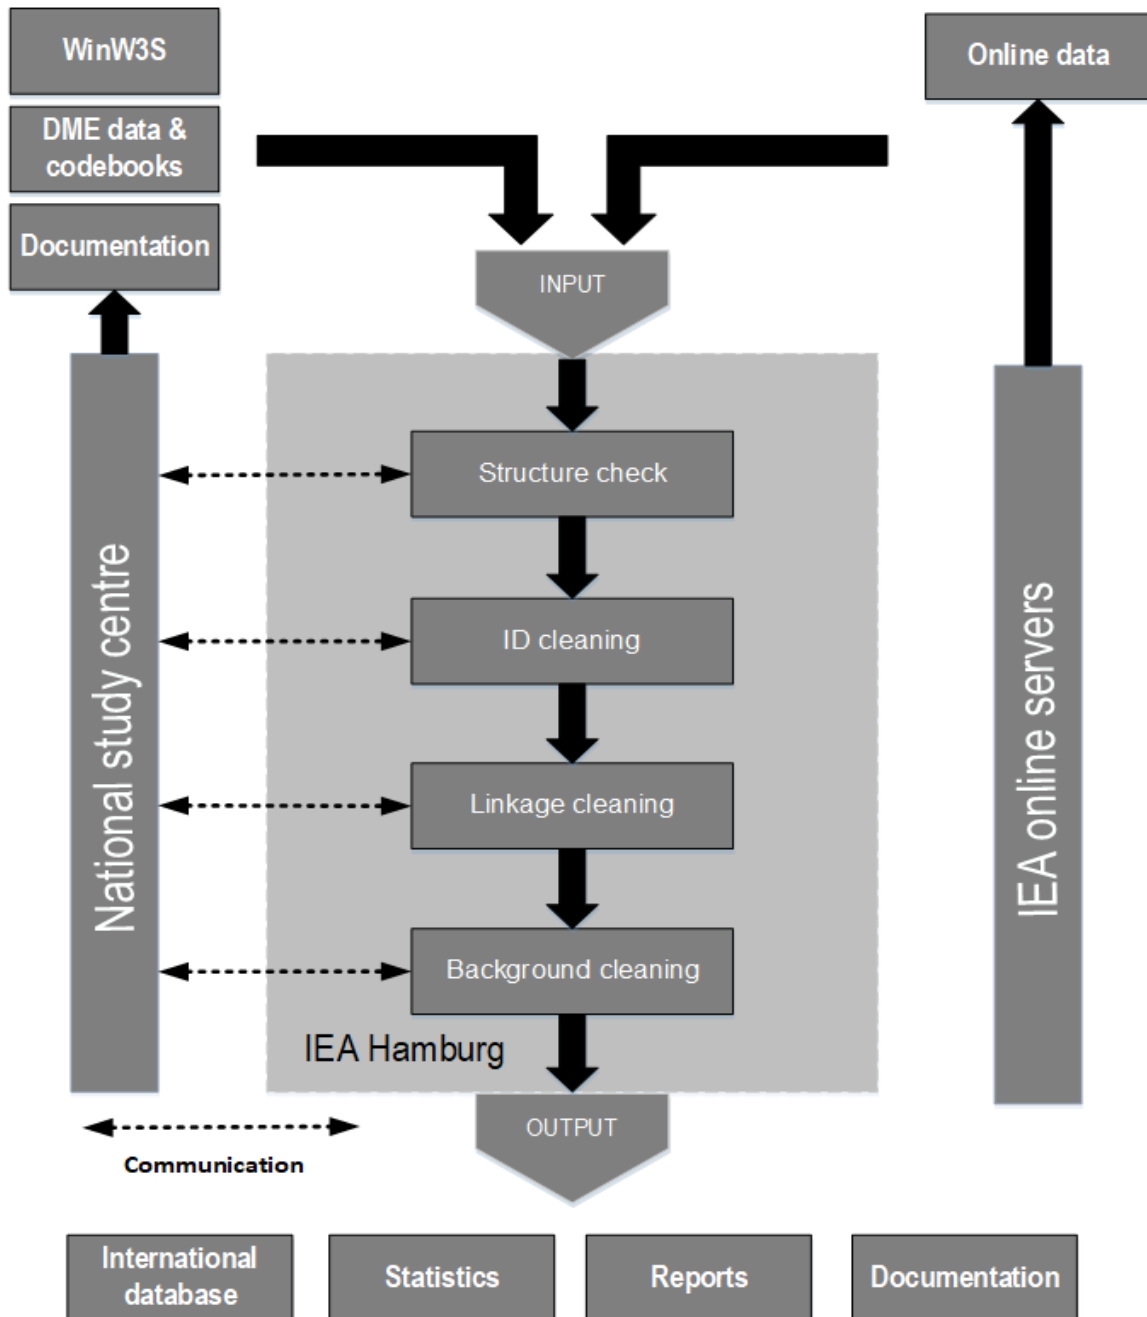 WinW3S
DME data &
codebooks
Documentation
Online data
INPUT
National study centre
Structure check
ID cleaning
Linkage cleaning
Background cleaning
IEA Hamburg
IEA online servers
OUTPUT
Communication
International
database
Statistics
Reports
Documentation